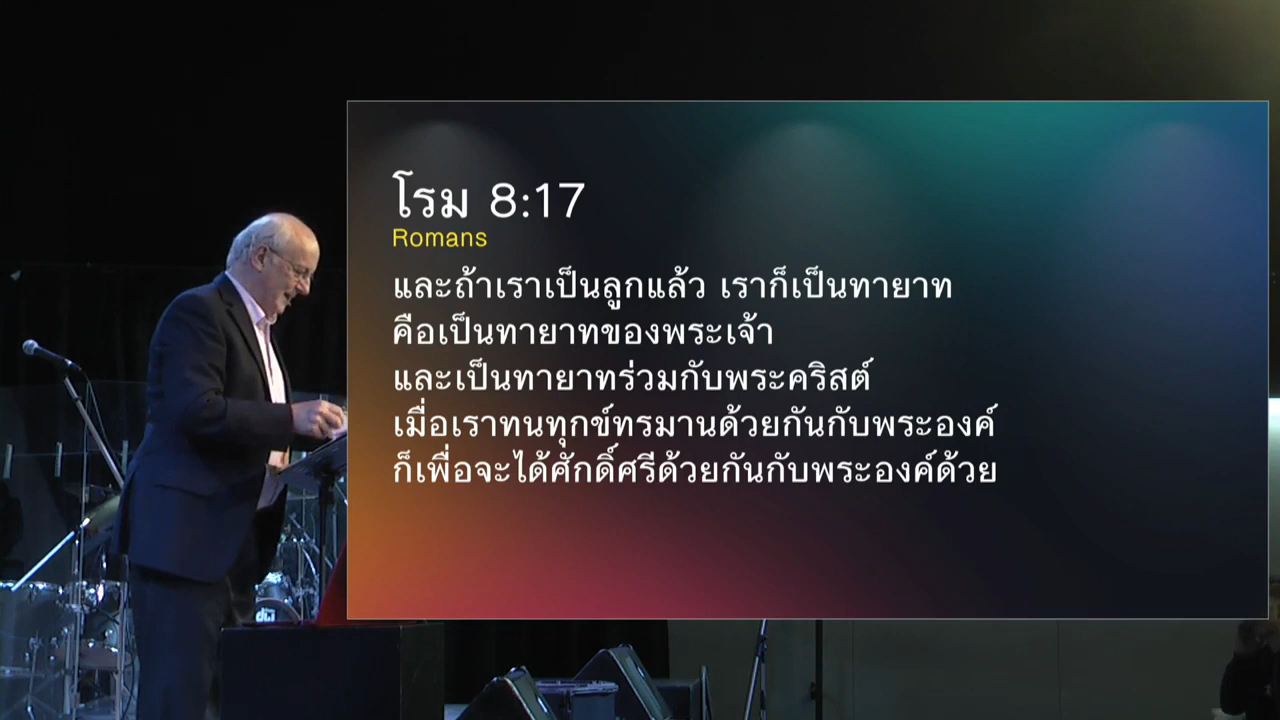 โรม 8:17
Romans
และถ้าเราเป็นลูกแล้ว เราก็เป็นทายาท
คือเป็นทายาทของพระเจ้า
และเป็นทายาทร่วมกับพระคริสต์
เมื่อเราทนทุกข์ทรมานด้วยกันกับพระองค์
ก็เพื่อจะได้ศักดิ์ศรีด้วยกันกับพระองค์ด้วย
dw